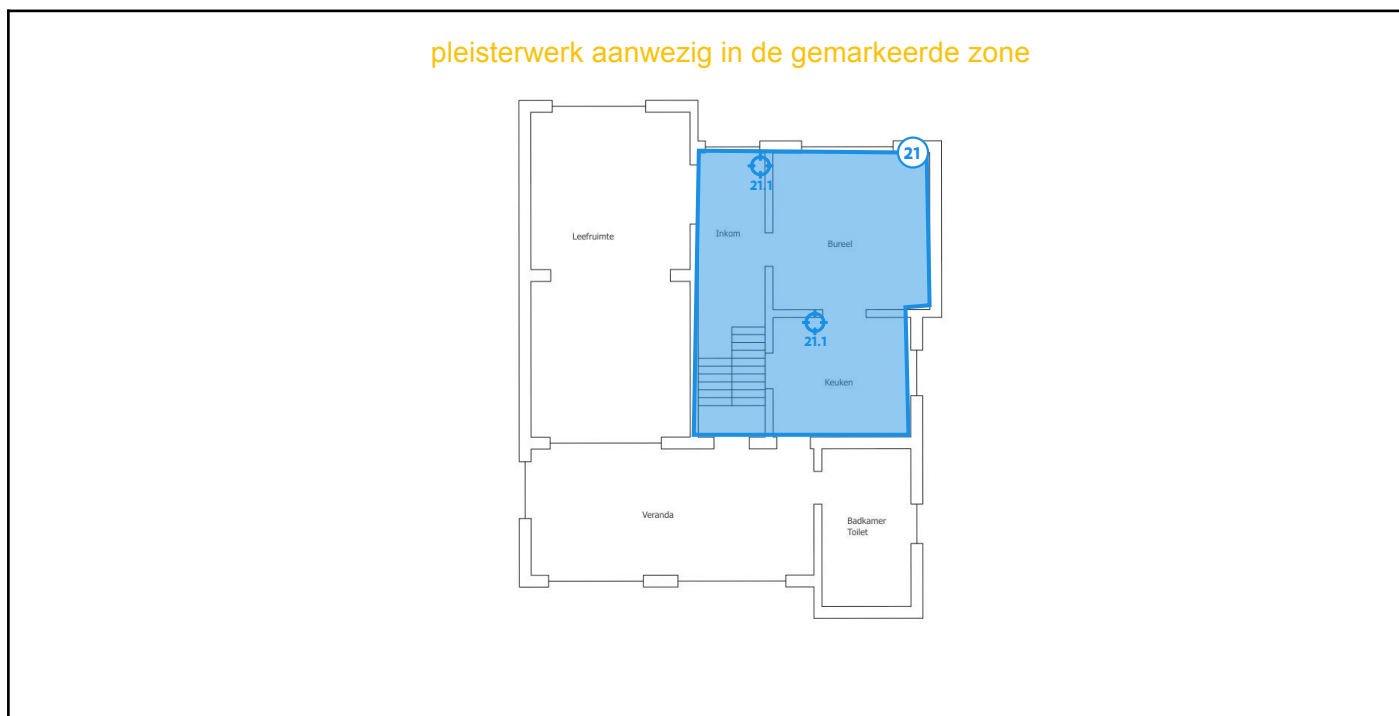 pleisterwerk aanwezig in de gemarkeerde zone
21
21.1
Leefruimte
Inkom
Bureel
21.1
Keuken
Veranda
Badkamer
Toilet